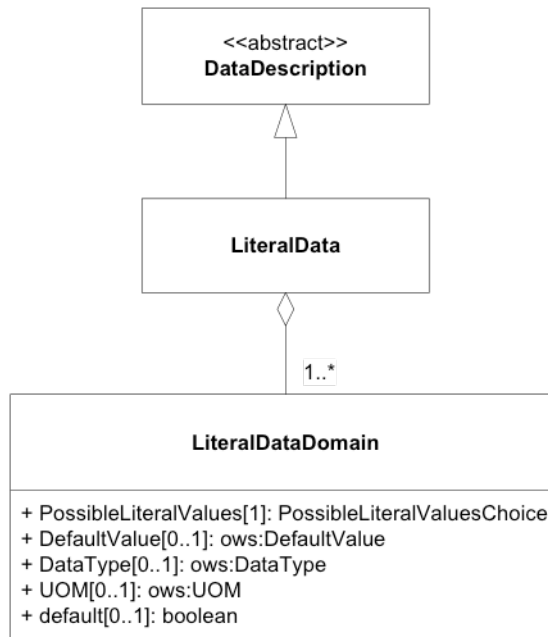 <<abstract>>
DataDescription
LiteralData
1..*
LiteralDataDomain
+ PossibleLiteralValues[1]: PossibleLiteralValuesChoice
+ DefaultValue[0..1]: ows:DefaultValue
+ DataType[0..1]: ows:DataType
+ UOM[0..1]: ows:UOM
+ default[0..1]: boolean